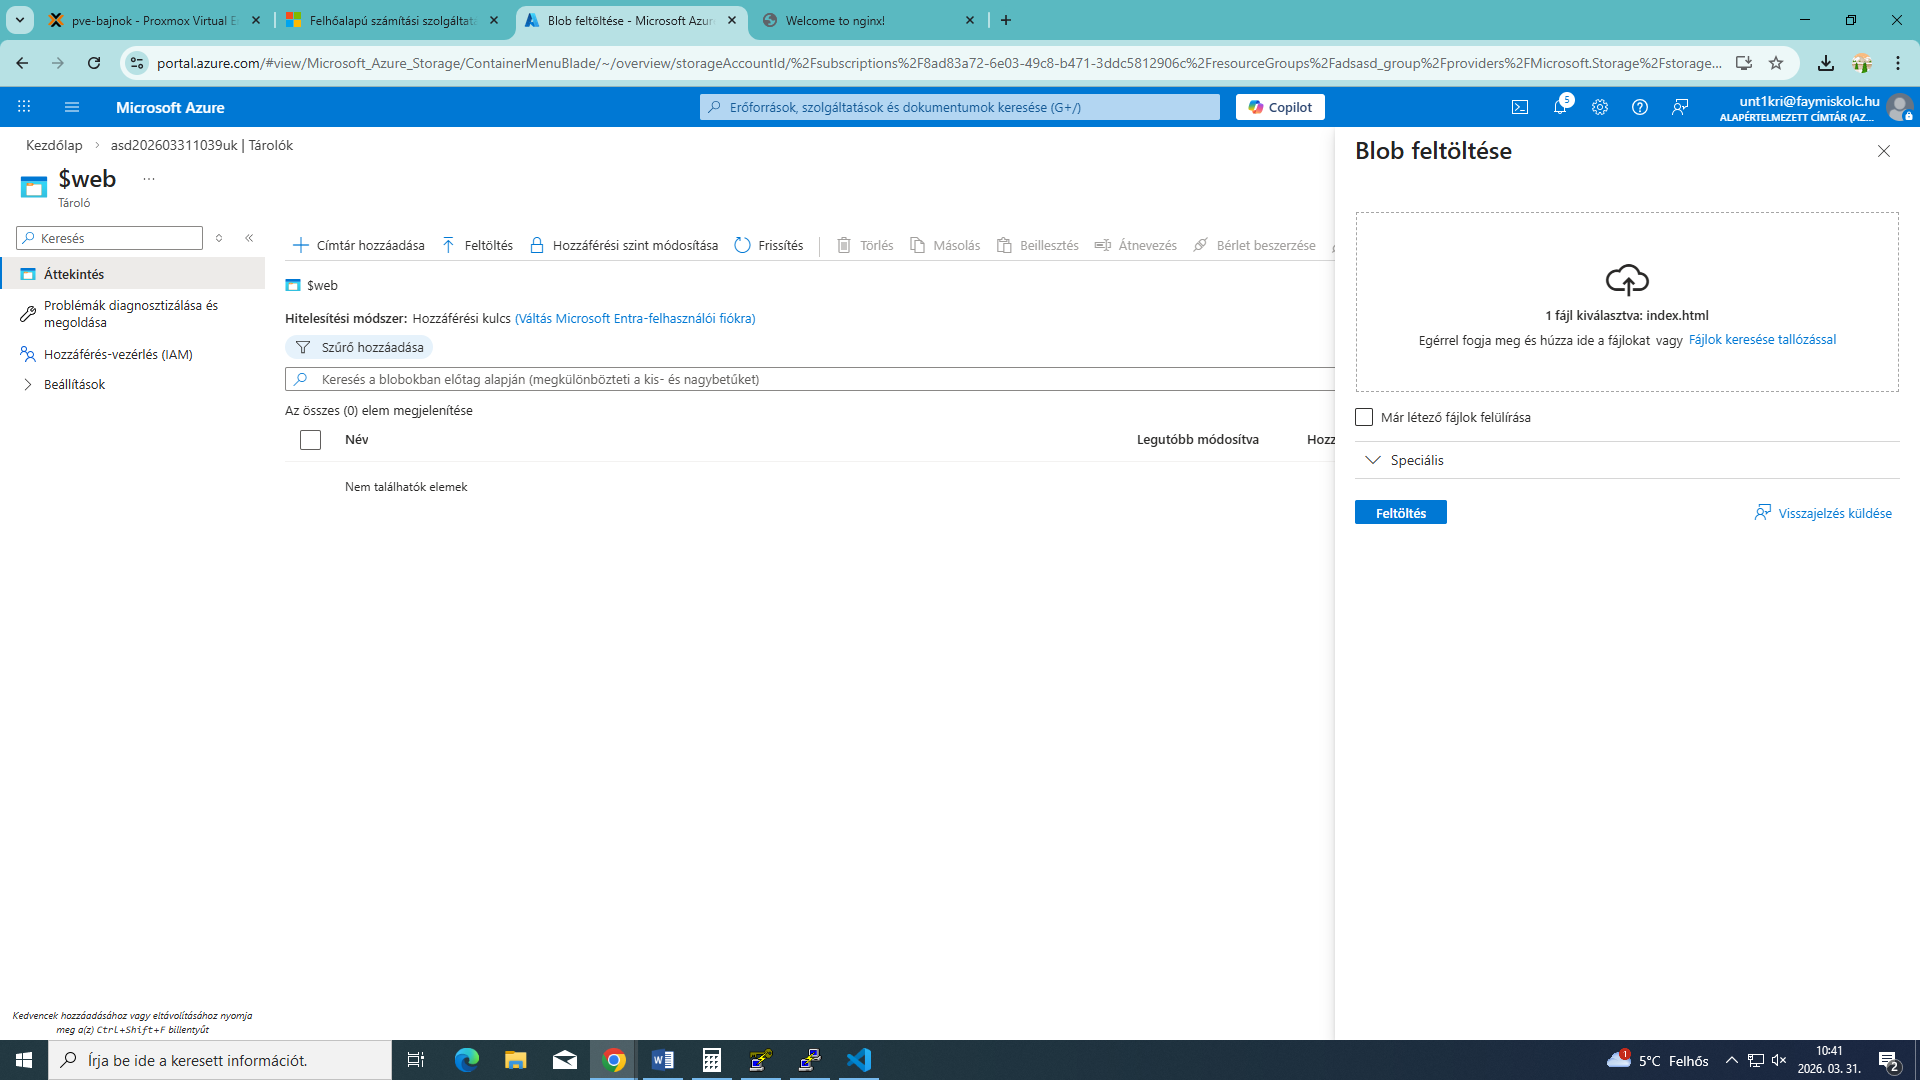 pve-bajnok - Proxmox Virtual E
Felhőalapú számítási szolgáltatá
Blob feltöltése - Microsoft Azure
Welcome to nginx!
portal.azure.com/#view/Microsoft_Azure_Storage/ContainerMenuBlade/~/overview/storageAccountId/%2Fsubscriptions%2F8ad83a72-6e03-49c8-b471-3ddc5812906c%2FresourceGroups%2Fadsasd_group%2Fproviders%2FMicrosoft.Storage%2Fstorage...
Microsoft Azure
Erőforrások, szolgáltatások és dokumentumok keresése (G+/)
Copilot
5
unt1kri@faymiskolc.hu
ALAPÉRTELMEZETT CÍMTÁR (AZ...
Kezdőlap
asd202603311039uk | Tárolók
$web
...
Tároló
Keresés
Áttekintés
Problémák diagnosztizálása és
megoldása
Hozzáférés-vezérlés (IAM)
Beállítások
Kedvencek hozzáadásához vagy eltávolításához nyomja
meg a(z) Ctrl+Shift+F billentyűt
Címtár hozzáadása
Feltöltés
Hozzáférési szint módosítása
Frissítés
Törlés
Másolás
Beillesztés
Átnevezés
Bérlet beszerzése
$web
Hitelesítési módszer: Hozzáférési kulcs (Váltás Microsoft Entra-felhasználói fiókra)
Szűrő hozzáadása
Keresés a blobokban előtag alapján (megkülönbözteti a kis- és nagybetűket)
Az összes (0) elem megjelenítése
Név
Legutóbb módosítva
Hozz
Nem találhatók elemek
Blob feltöltése
1 fájl kiválasztva: index.html
Egérrel fogja meg és húzza ide a fájlokat vagy Fájlok keresése tallózással
Már létező fájlok felülírása
Speciális
Feltöltés
Visszajelzés küldése
Írja be ide a keresett információt.
1
5°C Felhős
10:41
2026. 03. 31.
2